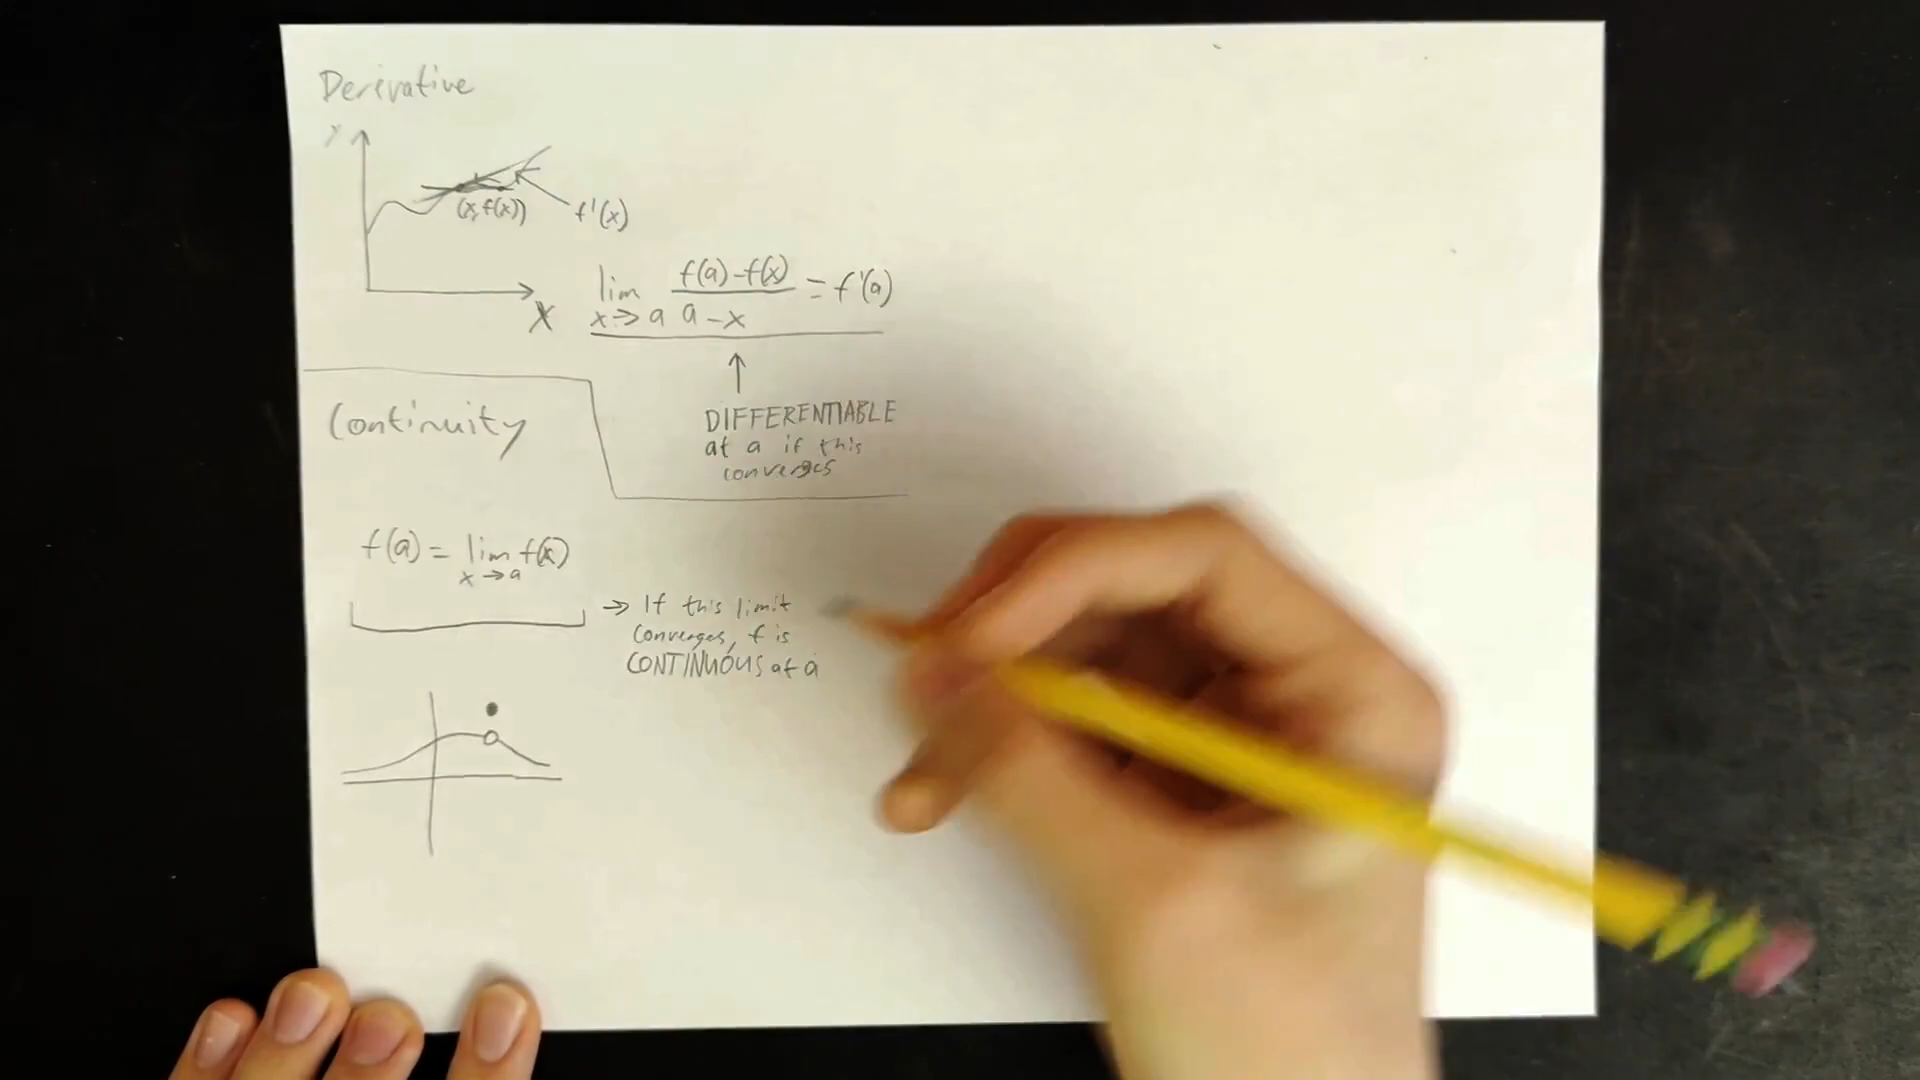 Derivative
y
(x, f(x))
f'(x)
x
lim x→a f(a)-f(x) / a-x = f'(a)
DIFFERENTIABLE
at a if this
converges
Continuity
f(a) = lim x→a f(x)
→ If this limit
converges, f is
CONTINUOUS at a